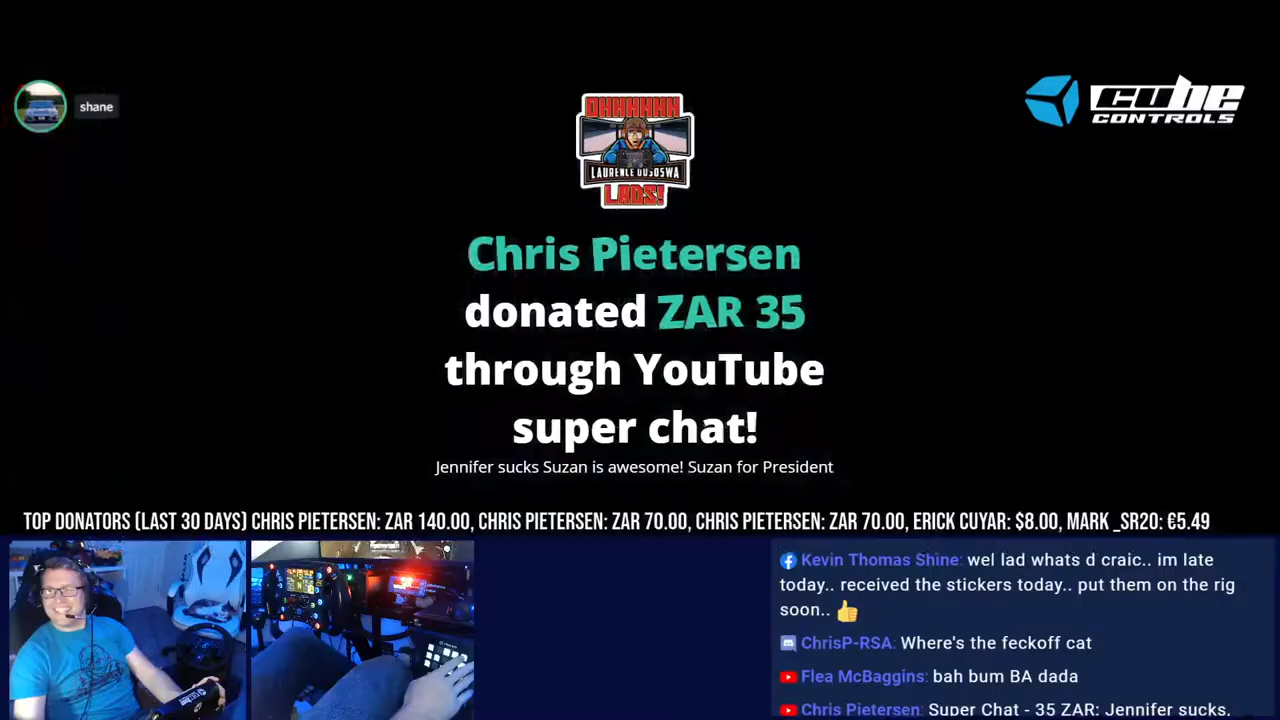 shane
cube
CONTROLS
OHHHHHH
LAURENCE DUSOSWA
LADS!
Chris Pietersen
donated ZAR 35
through YouTube
super chat!
Jennifer sucks Suzan is awesome! Suzan for President
TOP DONATORS (LAST 30 DAYS) CHRIS PIETERSEN: ZAR 140.00, CHRIS PIETERSEN: ZAR 70.00, CHRIS PIETERSEN: ZAR 70.00, ERICK CUYAR: $8.00, MARK _SR20: €5.49
Kevin Thomas Shine: wel lad whats d craic.. im late
today.. received the stickers today.. put them on the rig
soon.. 👍
ChrisP-RSA: Where's the feckoff cat
Flea McBaggins: bah bum BA dada
Chris Pietersen: Super Chat - 35 ZAR: Jennifer sucks.